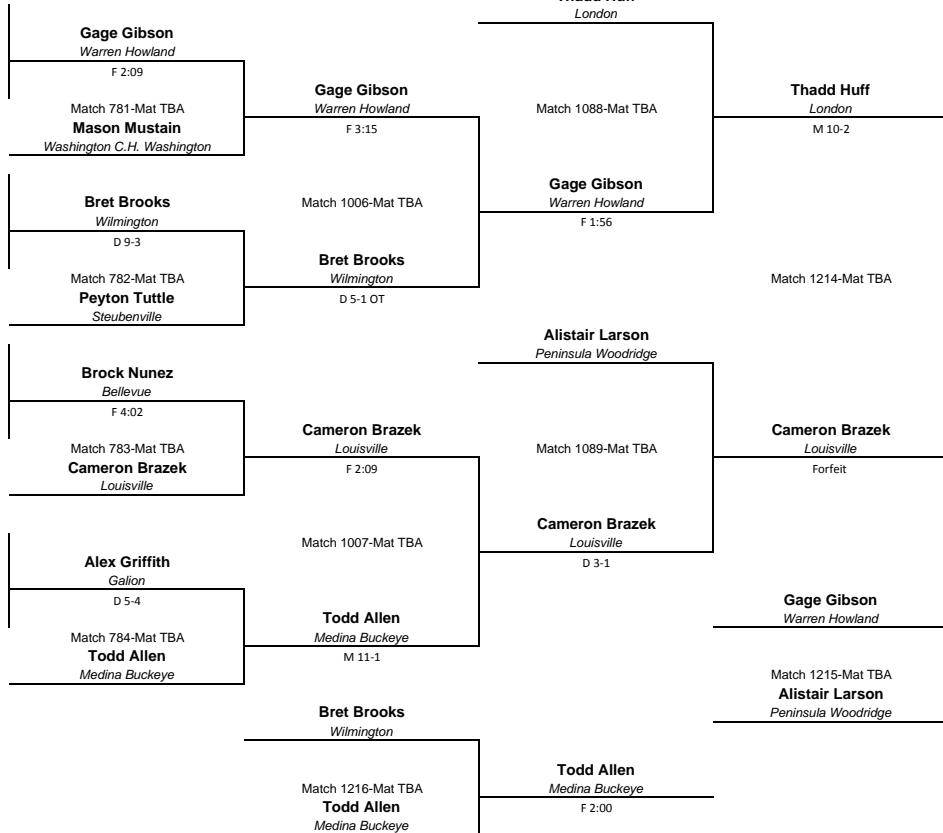 London
Gage Gibson
Warren Howland
F 2:09
Match 781-Mat TBA
Mason Mustain
Washington C.H. Washington
Gage Gibson
Warren Howland
F 3:15
Match 1088-Mat TBA
Thadd Huff
London
M 10-2
Bret Brooks
Wilmington
D 9-3
Match 782-Mat TBA
Peyton Tuttle
Steubenville
Match 1006-Mat TBA
Bret Brooks
Wilmington
D 5-1 OT
Gage Gibson
Warren Howland
F 1:56
Match 1214-Mat TBA
Brock Nunez
Bellevue
F 4:02
Match 783-Mat TBA
Cameron Brazek
Louisville
Cameron Brazek
Louisville
F 2:09
Alistair Larson
Peninsula Woodridge
Match 1089-Mat TBA
Cameron Brazek
Louisville
Forfeit
Alex Griffith
Galion
D 5-4
Match 784-Mat TBA
Todd Allen
Medina Buckeye
Match 1007-Mat TBA
Todd Allen
Medina Buckeye
M 11-1
Cameron Brazek
Louisville
D 3-1
Gage Gibson
Warren Howland
Match 1215-Mat TBA
Alistair Larson
Peninsula Woodridge
Bret Brooks
Wilmington
Match 1216-Mat TBA
Todd Allen
Medina Buckeye
Todd Allen
Medina Buckeye
F 2:00